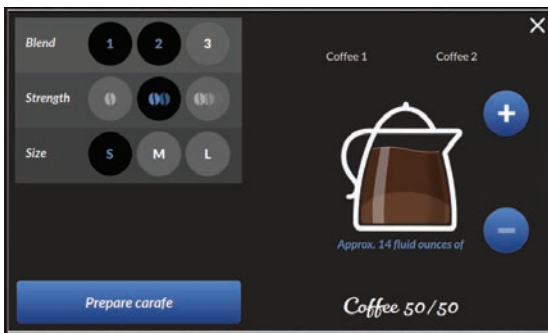 Blend 1 2 3
Coffee 1 Coffee 2
Strength
Size S M L
Approx. 14 fluid ounces of
Prepare carafe
Coffee 50/50